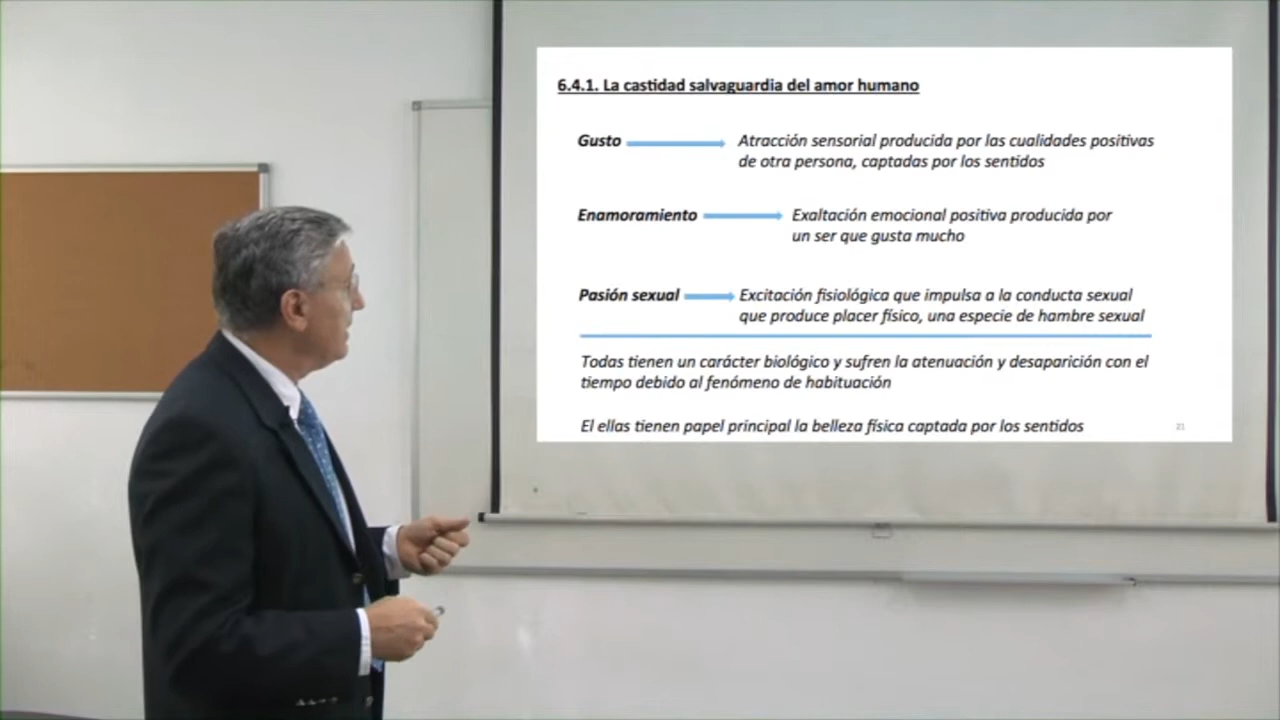 6.4.1. La castidad salvaguardia del amor humano
Gusto
Atracción sensorial producida por las cualidades positivas
de otra persona, captadas por los sentidos
Enamoramiento
Exaltación emocional positiva producida por
un ser que gusta mucho
Pasión sexual
Excitación fisiológica que impulsa a la conducta sexual
que produce placer físico, una especie de hambre sexual
Todas tienen un carácter biológico y sufren la atenuación y desaparición con el
tiempo debido al fenómeno de habituación
El ellas tienen papel principal la belleza física captada por los sentidos
21